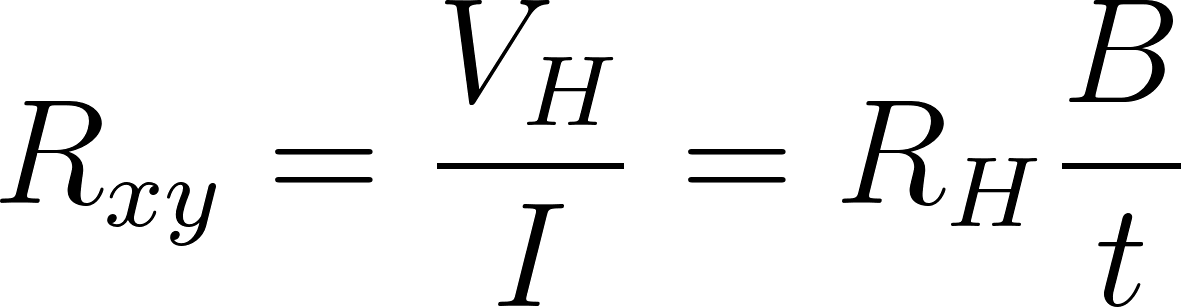 R_{xy} = \frac{V_H}{I} = R_H \frac{B}{t}